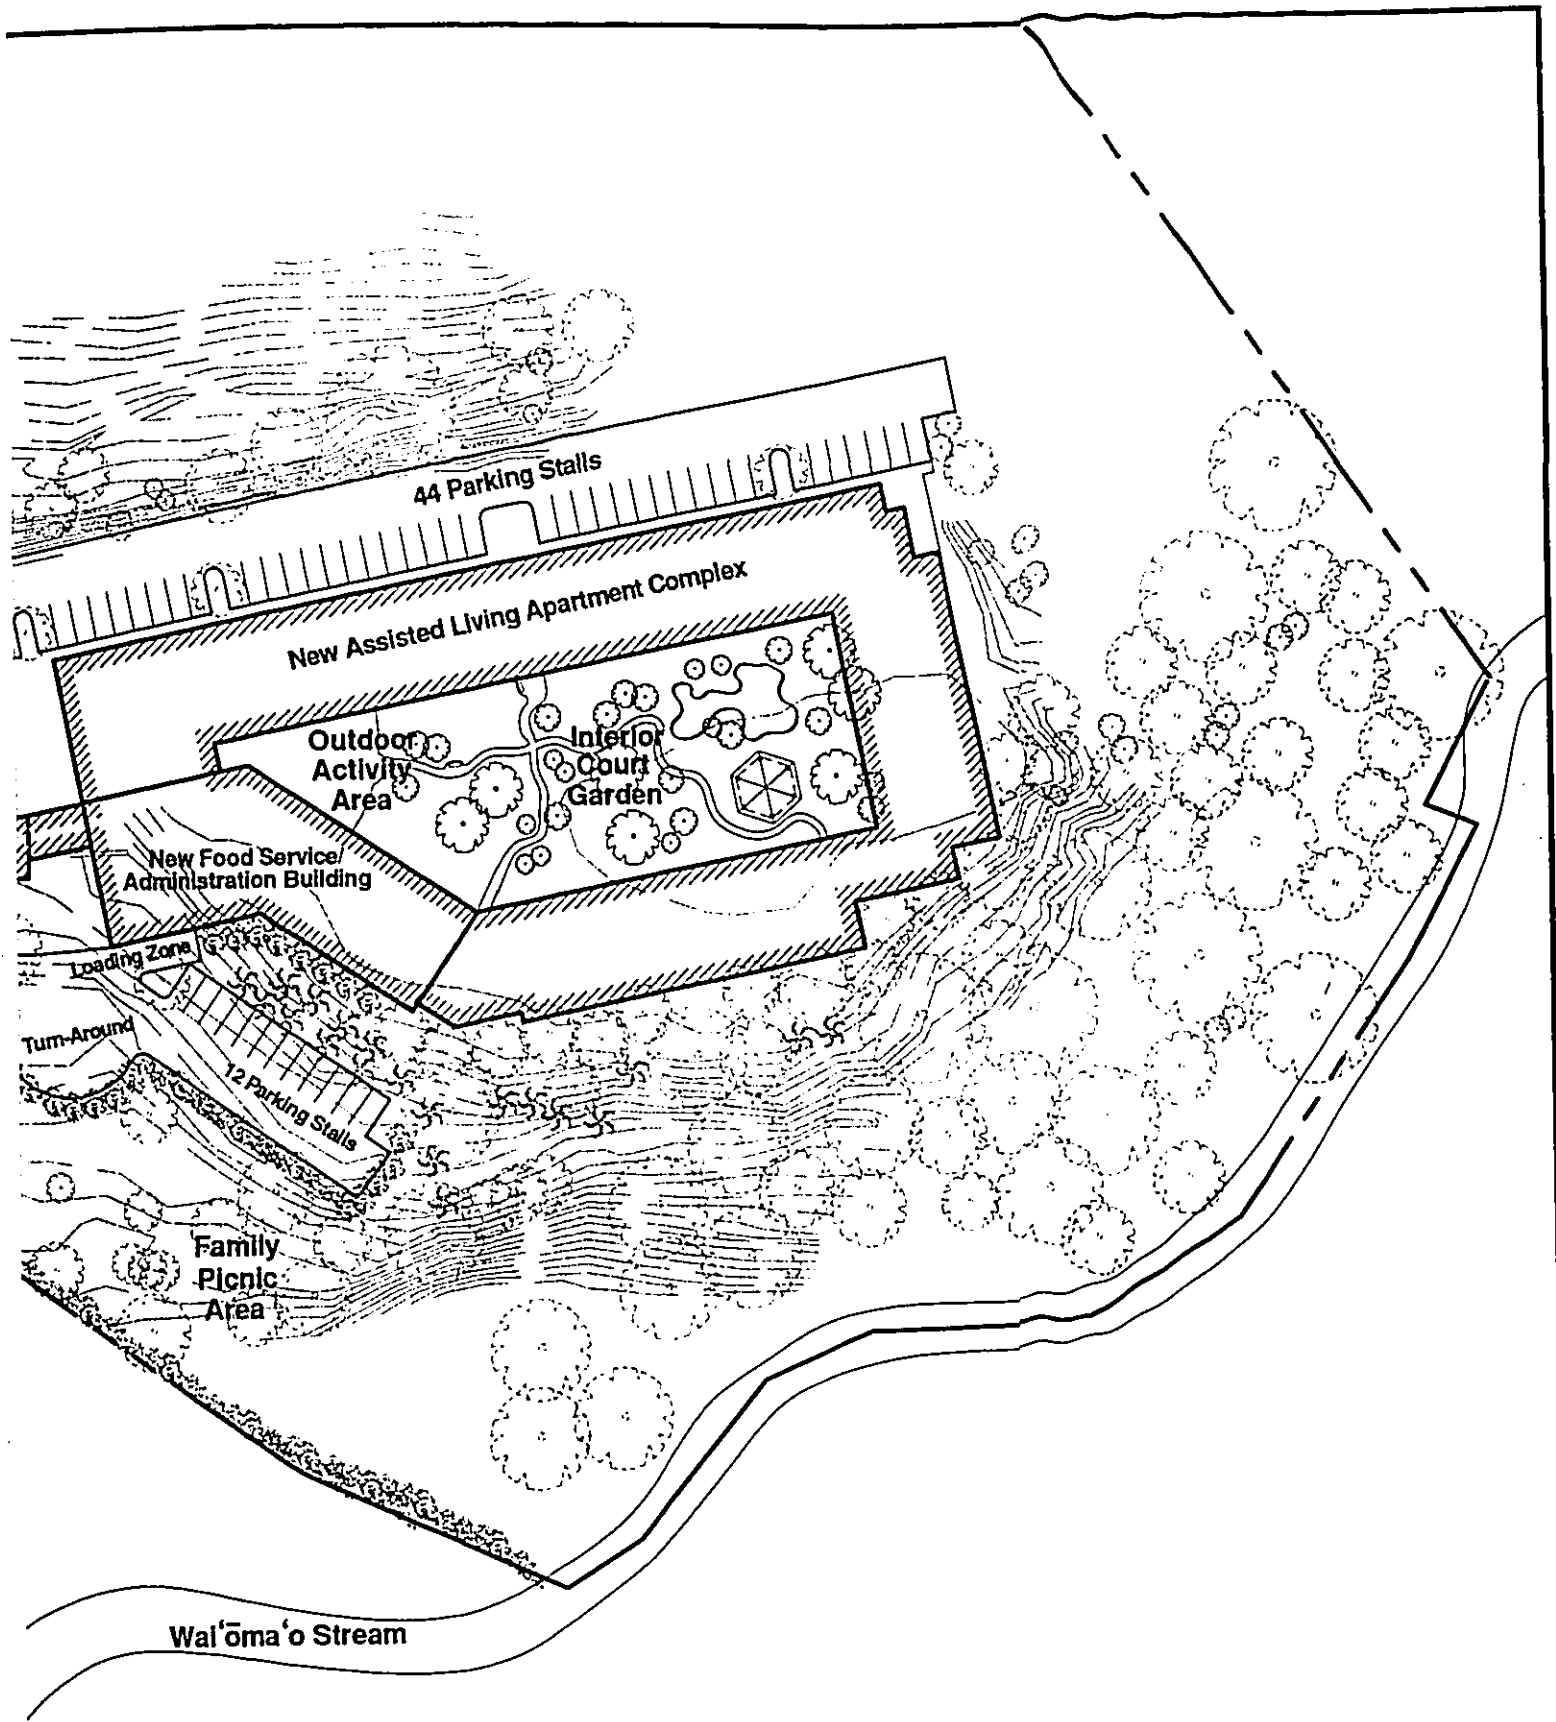 44 Parking Stalls
New Assisted Living Apartment Complex
Outdoor
Activity
Area
Interior
Court
Garden
New Food Service/
Administration Building
Loading Zone
Turn-Around
12 Parking Stalls
Family
Picnic
Area
Wai‘ōma‘o Stream